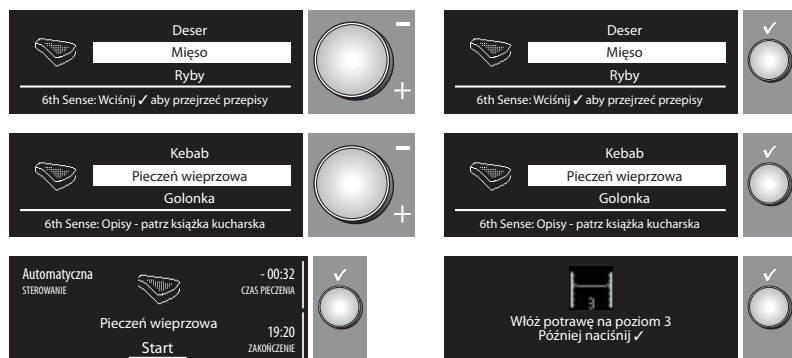 Deser
Mięso
Ryby
6th Sense: Wciśnij ✓ aby przejrzeć przepisy
−
+
Deser
Mięso
Ryby
6th Sense: Wciśnij ✓ aby przejrzeć przepisy
✓
Kebab
Pieczeń wieprzowa
Golonka
6th Sense: Opisy - patrz książka kucharska
−
+
Kebab
Pieczeń wieprzowa
Golonka
6th Sense: Opisy - patrz książka kucharska
✓
Automatyczna
STEROWANIE
- 00:32
CZAS PIECZENIA
Pieczeń wieprzowa
Start
19:20
ZAKOŃCZENIE
✓
3
Włóż potrawę na poziom 3
Później naciśnij ✓
✓